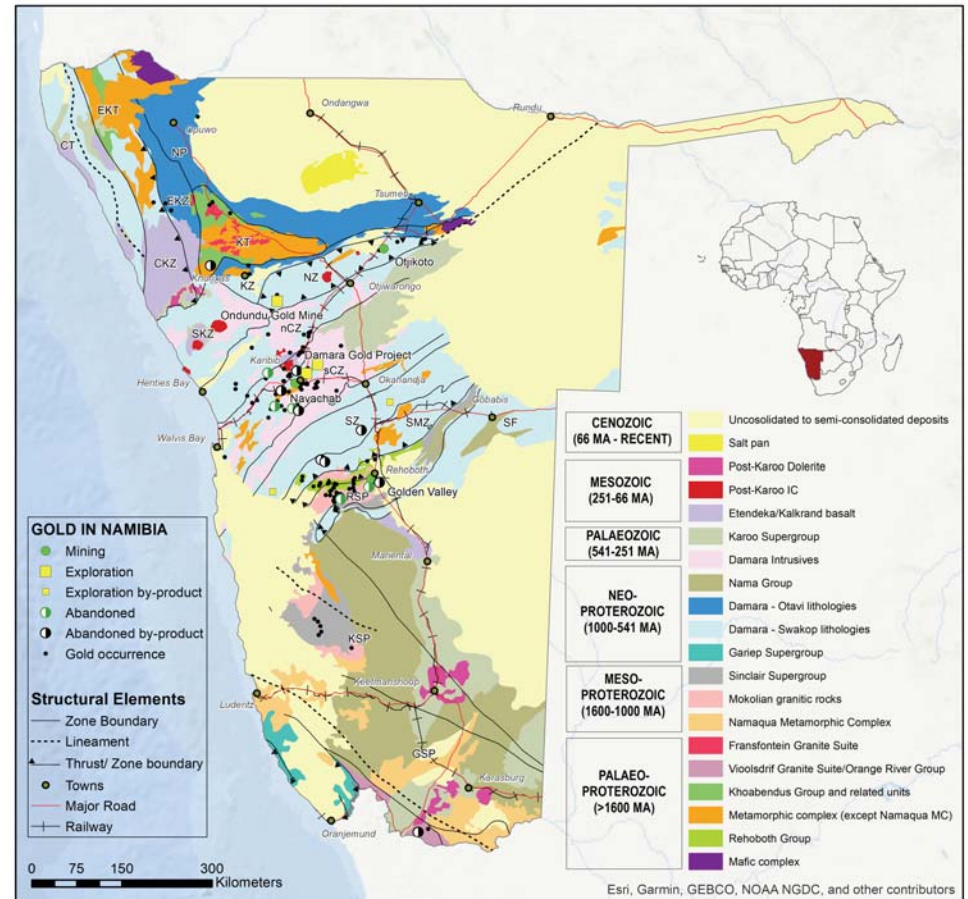 Ondangwa
Rundu
EKT
Opuwo
CT
NP
Tsumeb
EKZ
KT
Otjikoto
CKZ
Khorixas
KZ
NZ
Otjiwarongo
Ondundu Gold Mine
nCZ
SKZ
Damara Gold Project
Karibib
sCZ
Okahandja
Henties Bay
Navachab
Gobabis
SZ
SMZ
SF
Walvis Bay
Rehoboth
Golden Valley
RSP
Mariental
KSP
Keetmanshoop
Luderitz
GSP
Karasburg
Oranjemund
GOLD IN NAMIBIA
Mining
Exploration
Exploration by-product
Abandoned
Abandoned by-product
Gold occurrence
Structural Elements
Zone Boundary
Lineament
Thrust/ Zone boundary
Towns
Major Road
Railway
0 75 150 300
Kilometers
CENOZOIC
(66 MA - RECENT)
MESOZOIC
(251-66 MA)
PALAEOZOIC
(541-251 MA)
NEO-
PROTEROZOIC
(1000-541 MA)
MESO-
PROTEROZOIC
(1600-1000 MA)
PALAEO-
PROTEROZOIC
(>1600 MA)
Uncosolidated to semi-consolidated deposits
Salt pan
Post-Karoo Dolerite
Post-Karoo IC
Etendeka/Kalkrand basalt
Karoo Supergroup
Damara Intrusives
Nama Group
Damara - Otavi lithologies
Damara - Swakop lithologies
Gariep Supergroup
Sinclair Supergroup
Mokolian granitic rocks
Namaqua Metamorphic Complex
Fransfontein Granite Suite
Vioolsdrif Granite Suite/Orange River Group
Khoabendus Group and related units
Metamorphic complex (except Namaqua MC)
Rehoboth Group
Mafic complex
Esri, Garmin, GEBCO, NOAA NGDC, and other contributors